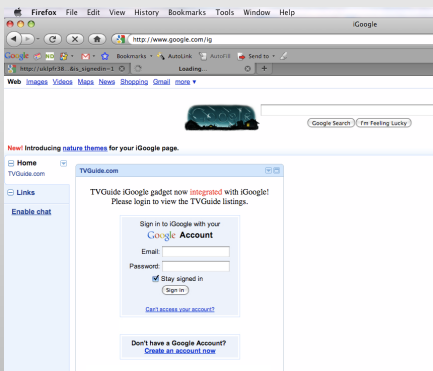 Firefox File Edit View History Bookmarks Tools Window Help
iGoogle
http://www.google.com/ig
Google Bookmarks AutoLink AutoFill Send to
Loading...
Web Images Videos Maps News Shopping Gmail more ▼
Google Search I'm Feeling Lucky
New! Introducing nature themes for your iGoogle page.
Home
TVGuide.com
Links
Enable chat
TVGuide.com
TVGuide iGoogle gadget now integrated with iGoogle!
Please login to view the TVGuide listings.
Sign in to iGoogle with your
Google Account
Email:
Password:
Stay signed in
Sign in
Can't access your account?
Don't have a Google Account?
Create an account now